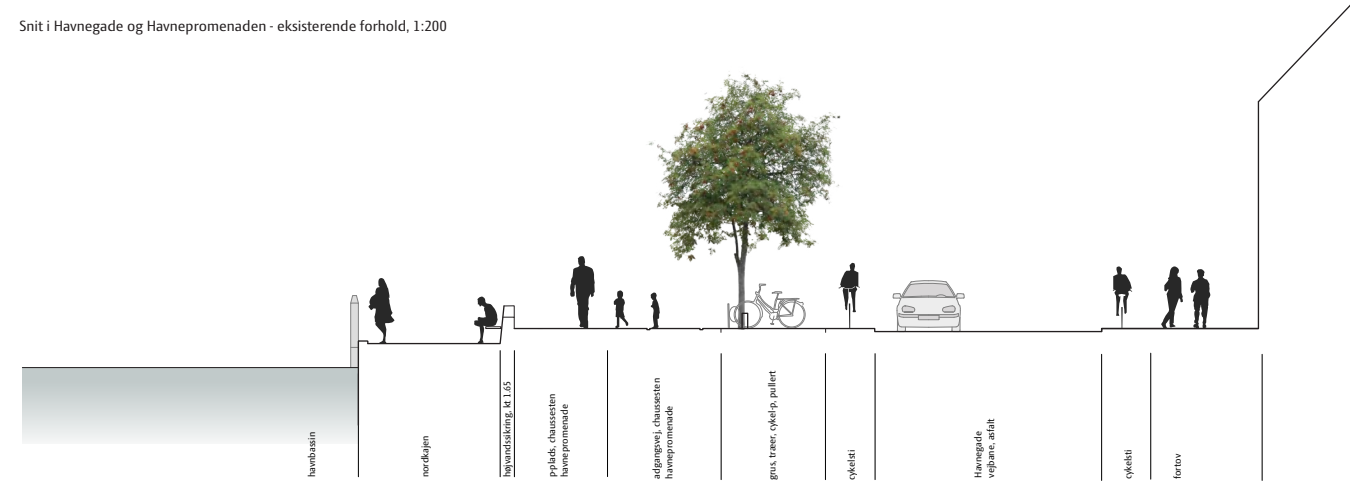 Snit i Havnegade og Havnepromenaden - eksisterende forhold, 1:200
havnbassin
nordkajen
højvandssikring, kt 1.65
p-plads, chaussesten
havnepromenade
adgangsvej, chaussesten
havnepromenade
grus, træer, cykel-p, pullert
cykelsti
Havnegade
vejbane, asfalt
cykelsti
fortov